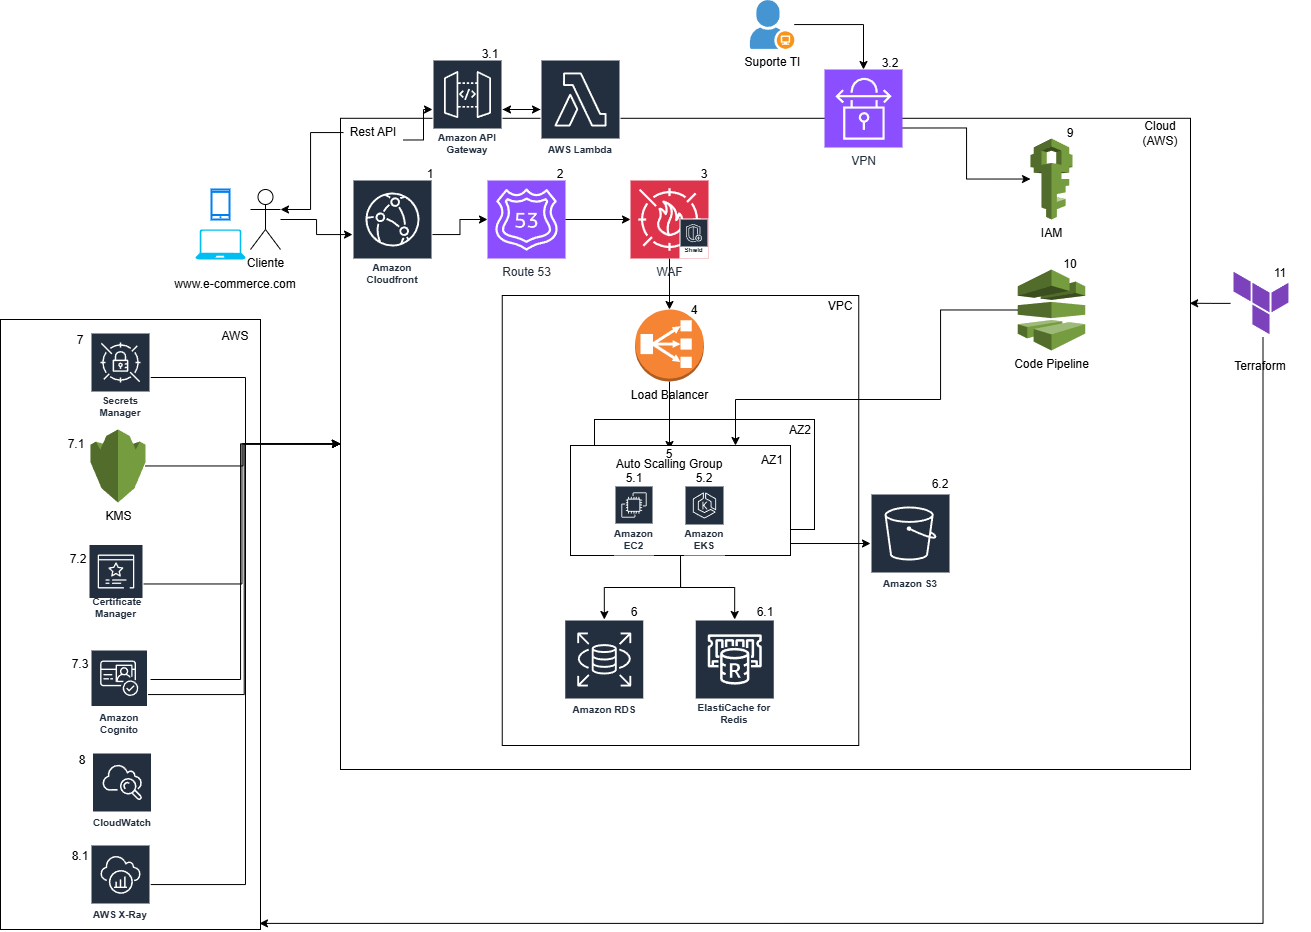 Suporte TI
3.1
3.2
Cloud
(AWS)
Rest API
Amazon API
Gateway
AWS Lambda
VPN
9
IAM
1
2
3
Shield
Cliente
www.e-commerce.com
Amazon
Cloudfront
53
Route 53
WAF
10
Code Pipeline
11
Terraform
VPC
4
Load Balancer
AZ2
AZ1
5
Auto Scalling Group
5.1
5.2
Amazon
EC2
K
Amazon
EKS
6.2
Amazon S3
6
Amazon RDS
6.1
R
ElastiCache for
Redis
AWS
7
Secrets
Manager
7.1
KMS
7.2
Certificate
Manager
7.3
Amazon
Cognito
8
CloudWatch
8.1
AWS X-Ray